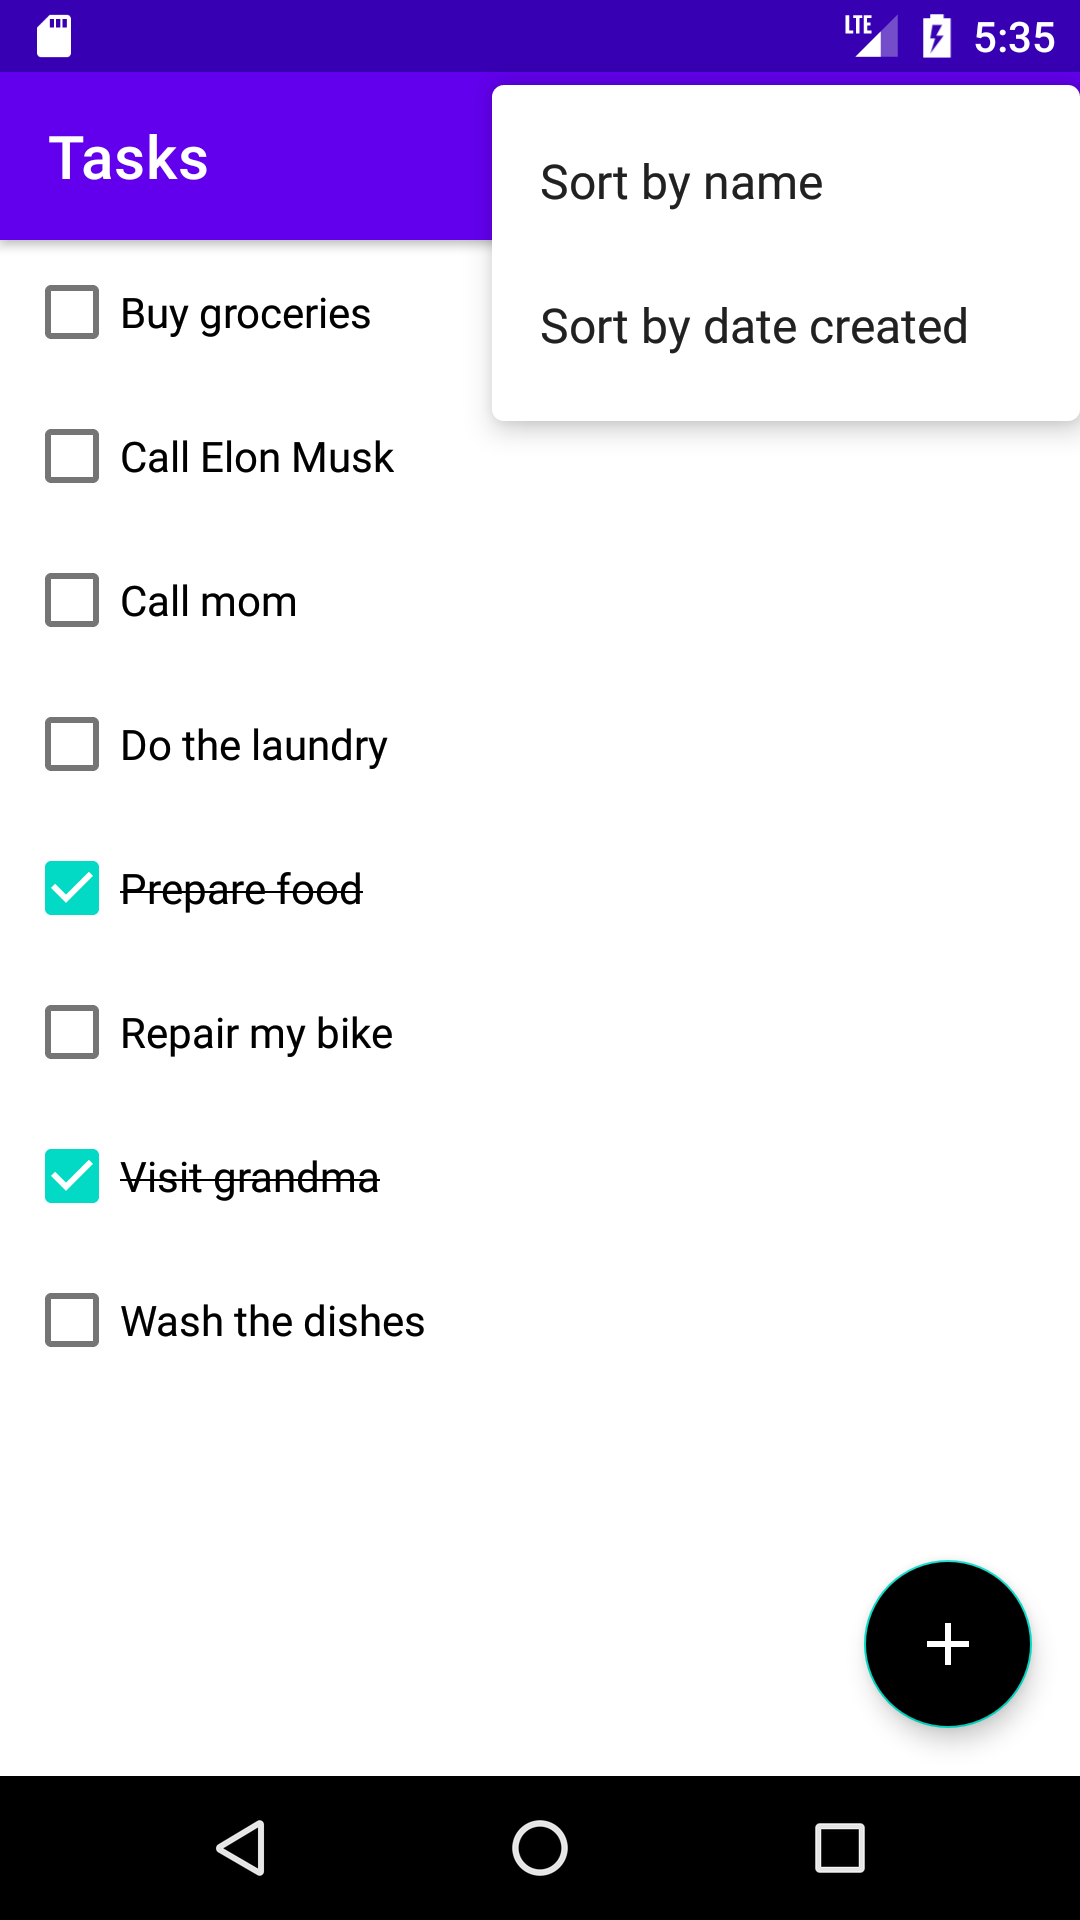 LTE 5:35
Tasks
Sort by name
Sort by date created
Buy groceries
Call Elon Musk
Call mom
Do the laundry
Prepare food
Repair my bike
Visit grandma
Wash the dishes